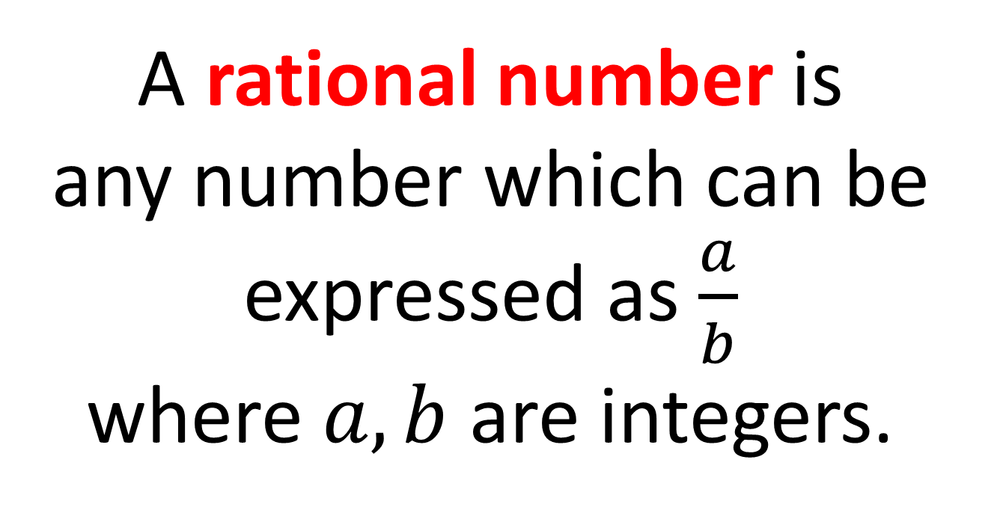 A rational number is
any number which can be
expressed as a/b
where a, b are integers.